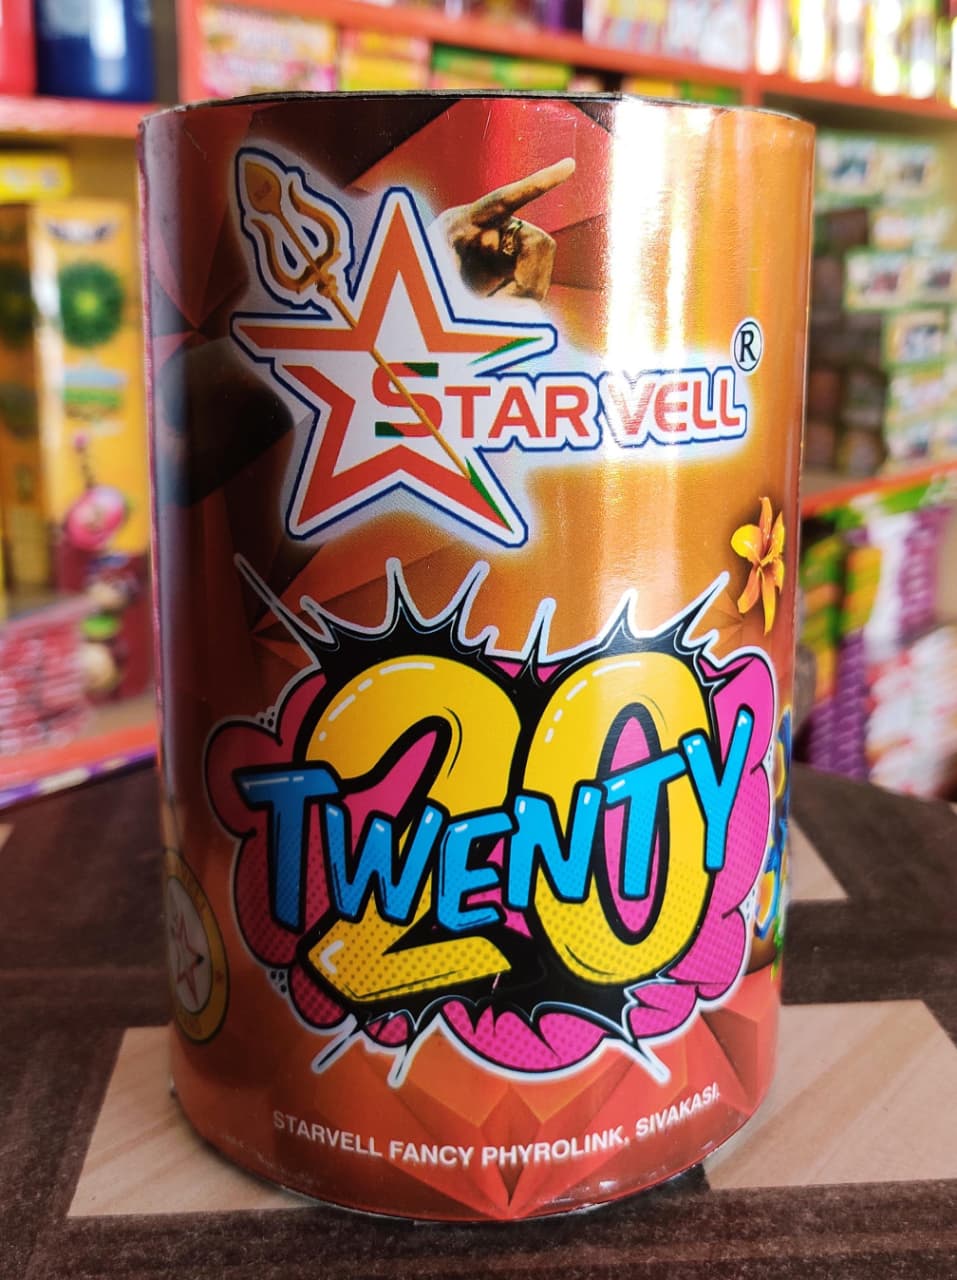 STAR VELL ®
20
TWENTY
STARVELL FANCY PHYROLINK, SIVAKASI